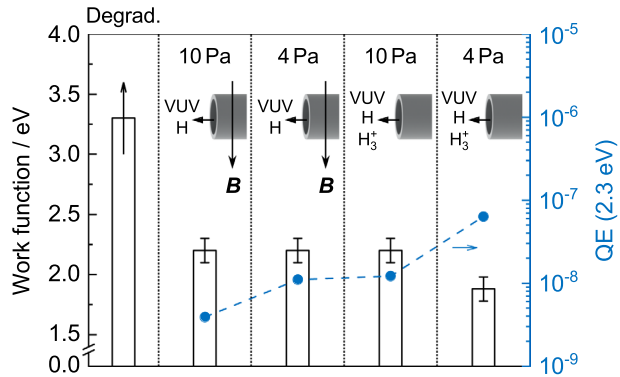 Degrad.
10 Pa
4 Pa
10 Pa
4 Pa
VUV
H
B
VUV
H
B
VUV
H
H₃⁺
VUV
H
H₃⁺
Work function / eV
4.0
3.5
3.0
2.5
2.0
1.5
0.0
QE (2.3 eV)
10⁻⁵
10⁻⁶
10⁻⁷
10⁻⁸
10⁻⁹